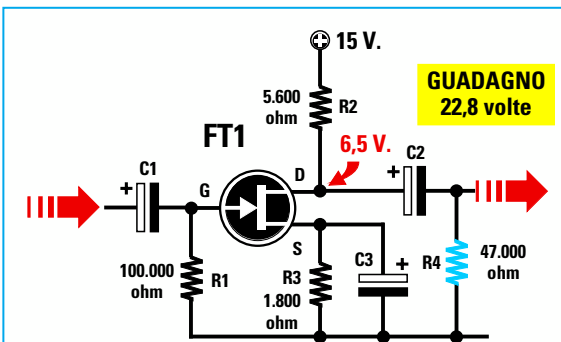 15 V.
GUADAGNO
22,8 volte
5.600
ohm
R2
FT1
6,5 V.
C1
+
G
D
C2
+
S
100.000
ohm
R1
R3
1.800
ohm
C3
+
R4
47.000
ohm